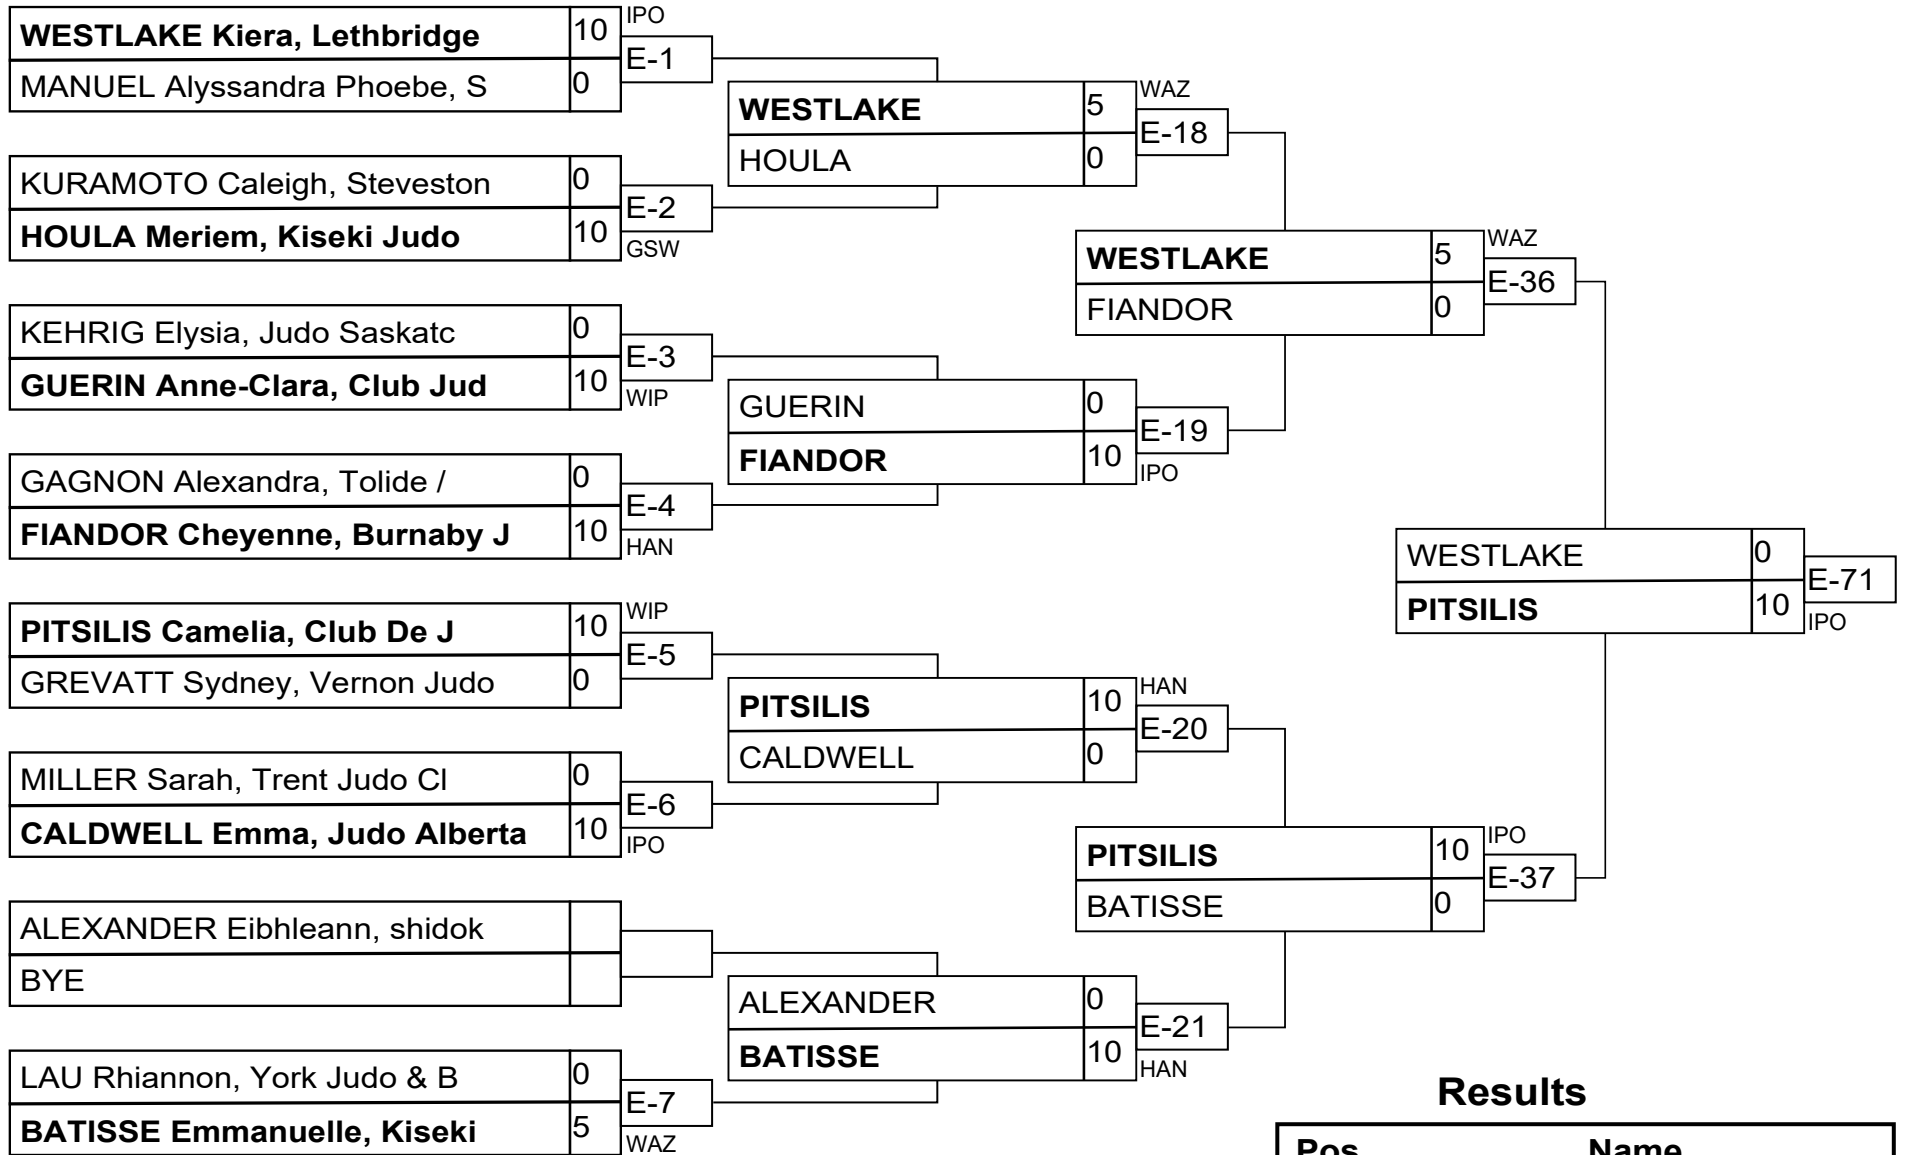 WESTLAKE Kiera, Lethbridge 10 IPO
MANUEL Alyssandra Phoebe, S 0
E-1
KURAMOTO Caleigh, Steveston 0
HOULA Meriem, Kiseki Judo 10
E-2
GSW
KEHRIG Elysia, Judo Saskatc 0
GUERIN Anne-Clara, Club Jud 10
E-3
WIP
GAGNON Alexandra, Tolide / 0
FIANDOR Cheyenne, Burnaby J 10
E-4
HAN
PITSILIS Camelia, Club De J 10 WIP
GREVATT Sydney, Vernon Judo 0
E-5
MILLER Sarah, Trent Judo Cl 0
CALDWELL Emma, Judo Alberta 10
E-6
IPO
ALEXANDER Eibhleann, shidok
BYE
LAU Rhiannon, York Judo & B 0
BATISSE Emmanuelle, Kiseki 5
E-7
WAZ
WESTLAKE 5 WAZ
HOULA 0
E-18
GUERIN 0
FIANDOR 10
E-19
IPO
PITSILIS 10 HAN
CALDWELL 0
E-20
ALEXANDER 0
BATISSE 10
E-21
HAN
WESTLAKE 5 WAZ
FIANDOR 0
E-36
PITSILIS 10 IPO
BATISSE 0
E-37
WESTLAKE 0
PITSILIS 10
E-71
IPO
Results
Pos Name